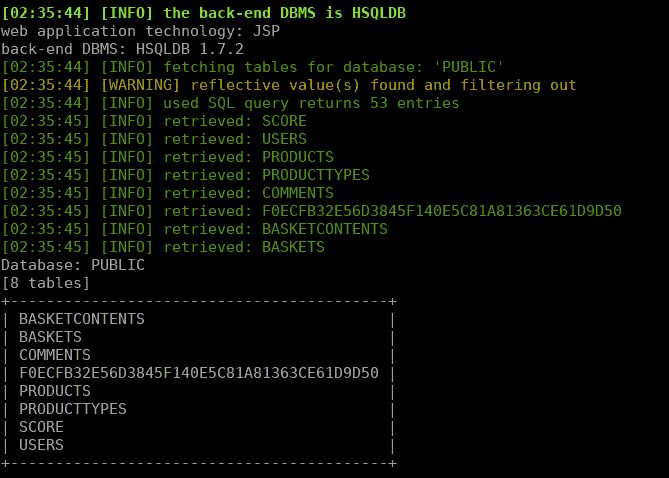 [02:35:44] [INFO] the back-end DBMS is HSQLDB
web application technology: JSP
back-end DBMS: HSQLDB 1.7.2
[02:35:44] [INFO] fetching tables for database: 'PUBLIC'
[02:35:44] [WARNING] reflective value(s) found and filtering out
[02:35:44] [INFO] used SQL query returns 53 entries
[02:35:45] [INFO] retrieved: SCORE
[02:35:45] [INFO] retrieved: USERS
[02:35:45] [INFO] retrieved: PRODUCTS
[02:35:45] [INFO] retrieved: PRODUCTTYPES
[02:35:45] [INFO] retrieved: COMMENTS
[02:35:45] [INFO] retrieved: F0ECFB32E56D3845F140E5C81A81363CE61D9D50
[02:35:45] [INFO] retrieved: BASKETCONTENTS
[02:35:45] [INFO] retrieved: BASKETS
Database: PUBLIC
[8 tables]
+------------------------------------------+
| BASKETCONTENTS                           |
| BASKETS                                  |
| COMMENTS                                 |
| F0ECFB32E56D3845F140E5C81A81363CE61D9D50 |
| PRODUCTS                                 |
| PRODUCTTYPES                             |
| SCORE                                    |
| USERS                                    |
+------------------------------------------+